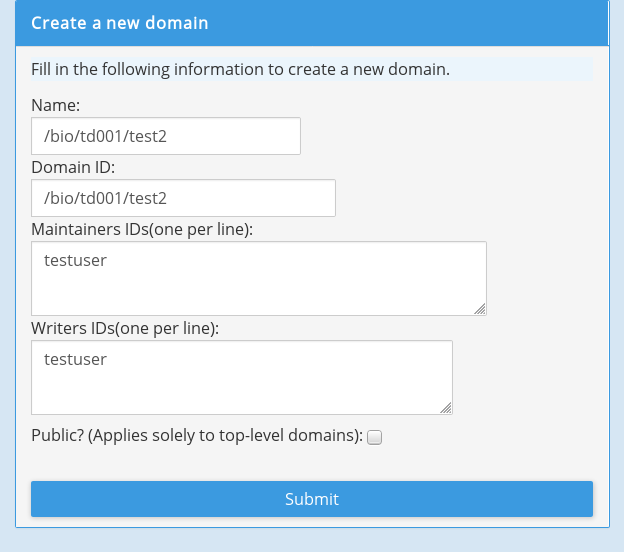 Create a new domain
Fill in the following information to create a new domain.
Name:
/bio/td001/test2
Domain ID:
/bio/td001/test2
Maintainers IDs(one per line):
testuser
Writers IDs(one per line):
testuser
Public? (Applies solely to top-level domains):
Submit